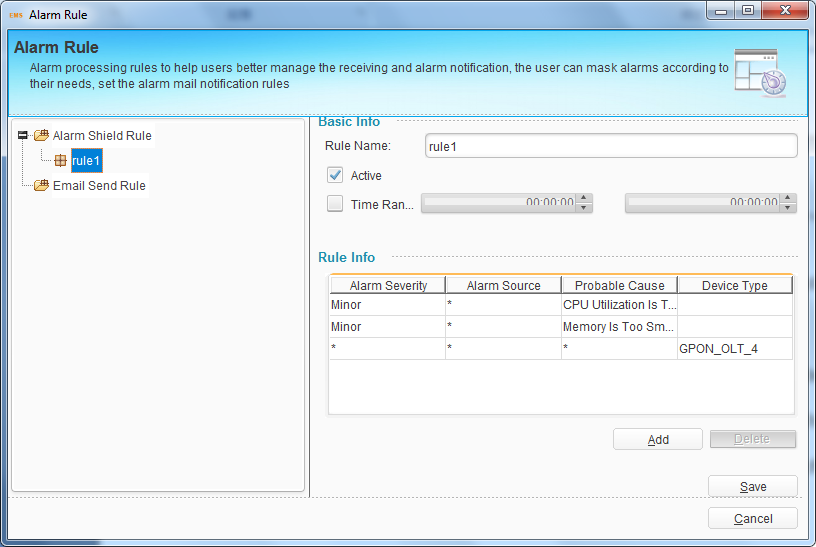 EMS Alarm Rule
Alarm Rule
Alarm processing rules to help users better manage the receiving and alarm notification, the user can mask alarms according to
their needs, set the alarm mail notification rules
Alarm Shield Rule
rule1
Email Send Rule
Basic Info
Rule Name: rule1
Active
Time Ran... 00:00:00 00:00:00
Rule Info
Alarm Severity Alarm Source Probable Cause Device Type
Minor * CPU Utilization Is T...
Minor * Memory Is Too Sm...
* * * GPON_OLT_4
Add Delete
Save
Cancel